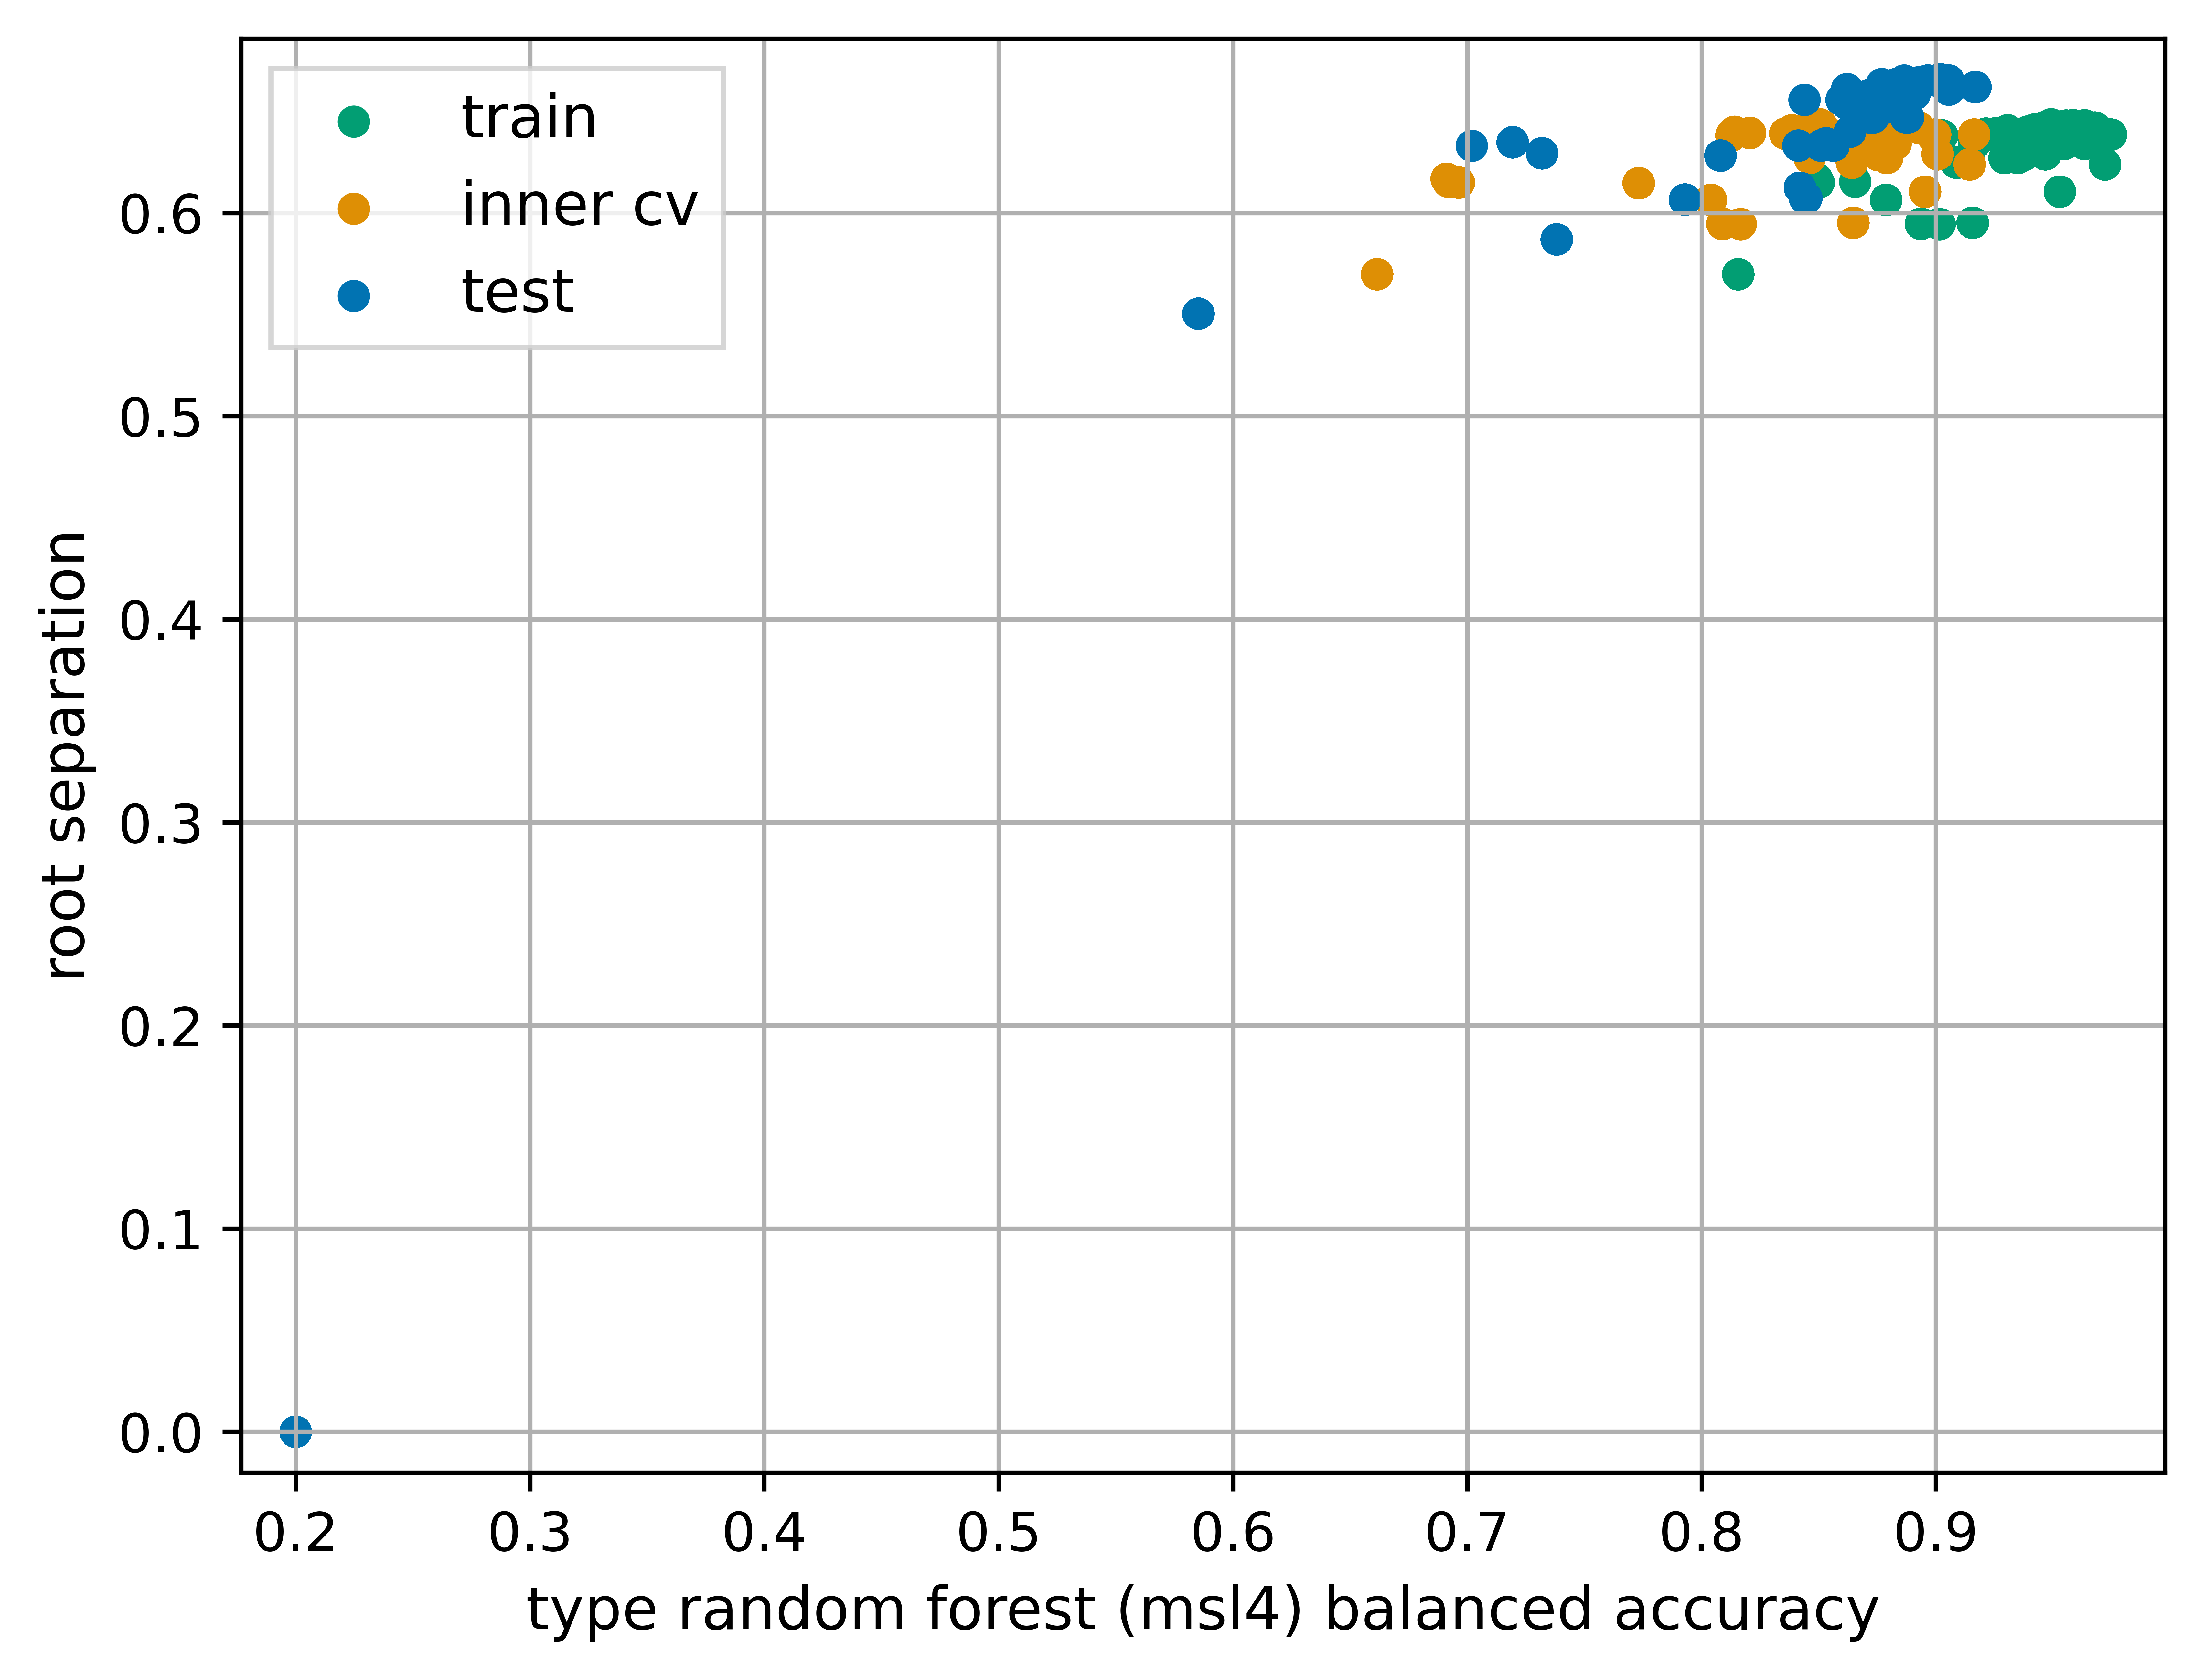 train
inner cv
test
0.6
0.5
0.4
0.3
0.2
0.1
0.0
root separation
0.2 0.3 0.4 0.5 0.6 0.7 0.8 0.9
type random forest (msl4) balanced accuracy